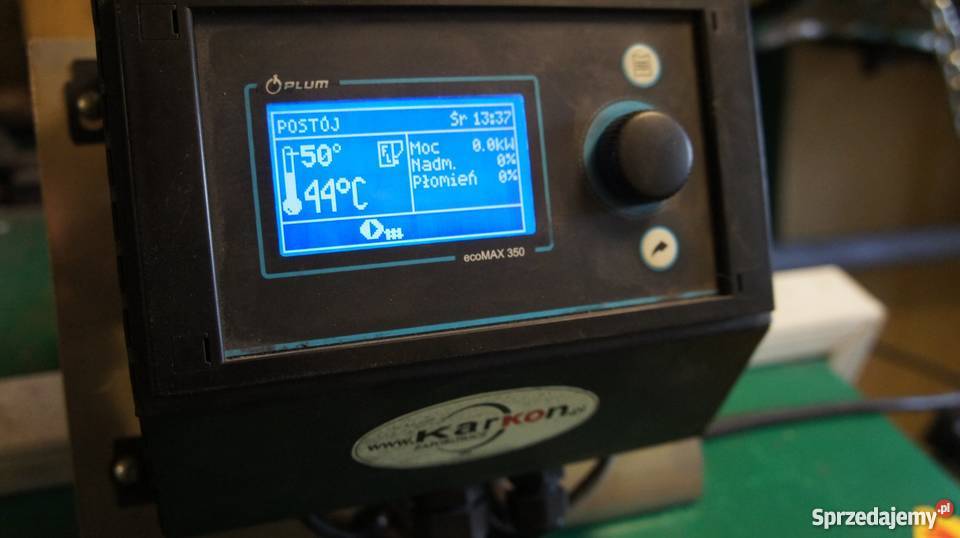 PLUM
POSTÓJ Śr 13:37
50°
FL
44°C
Moc 0.0kW
Nadm. 0%
Płomień 0%
ecoMAX 350
www.Karkon.pl
Sprzedajemy.pl